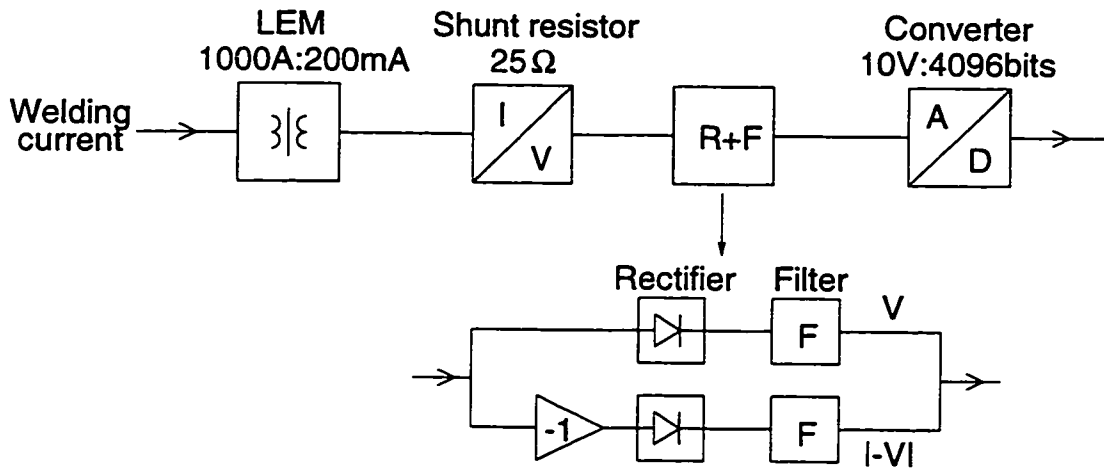 LEM
1000A:200mA
Shunt resistor
25Ω
Converter
10V:4096bits
Welding
current
I
V
R+F
A
D
Rectifier
Filter
V
F
-1
F
|-V|